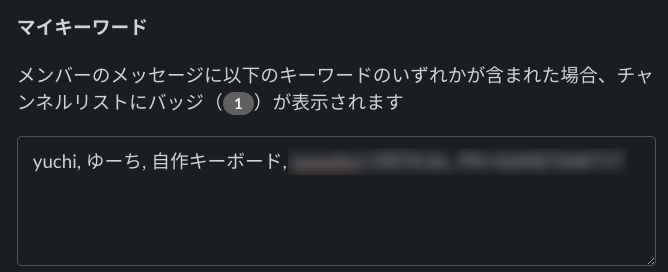 マイキーワード
メンバーのメッセージに以下のキーワードのいずれかが含まれた場合、チャ
ンネルリストにバッジ（1）が表示されます
yuchi, ゆーち, 自作キーボード,